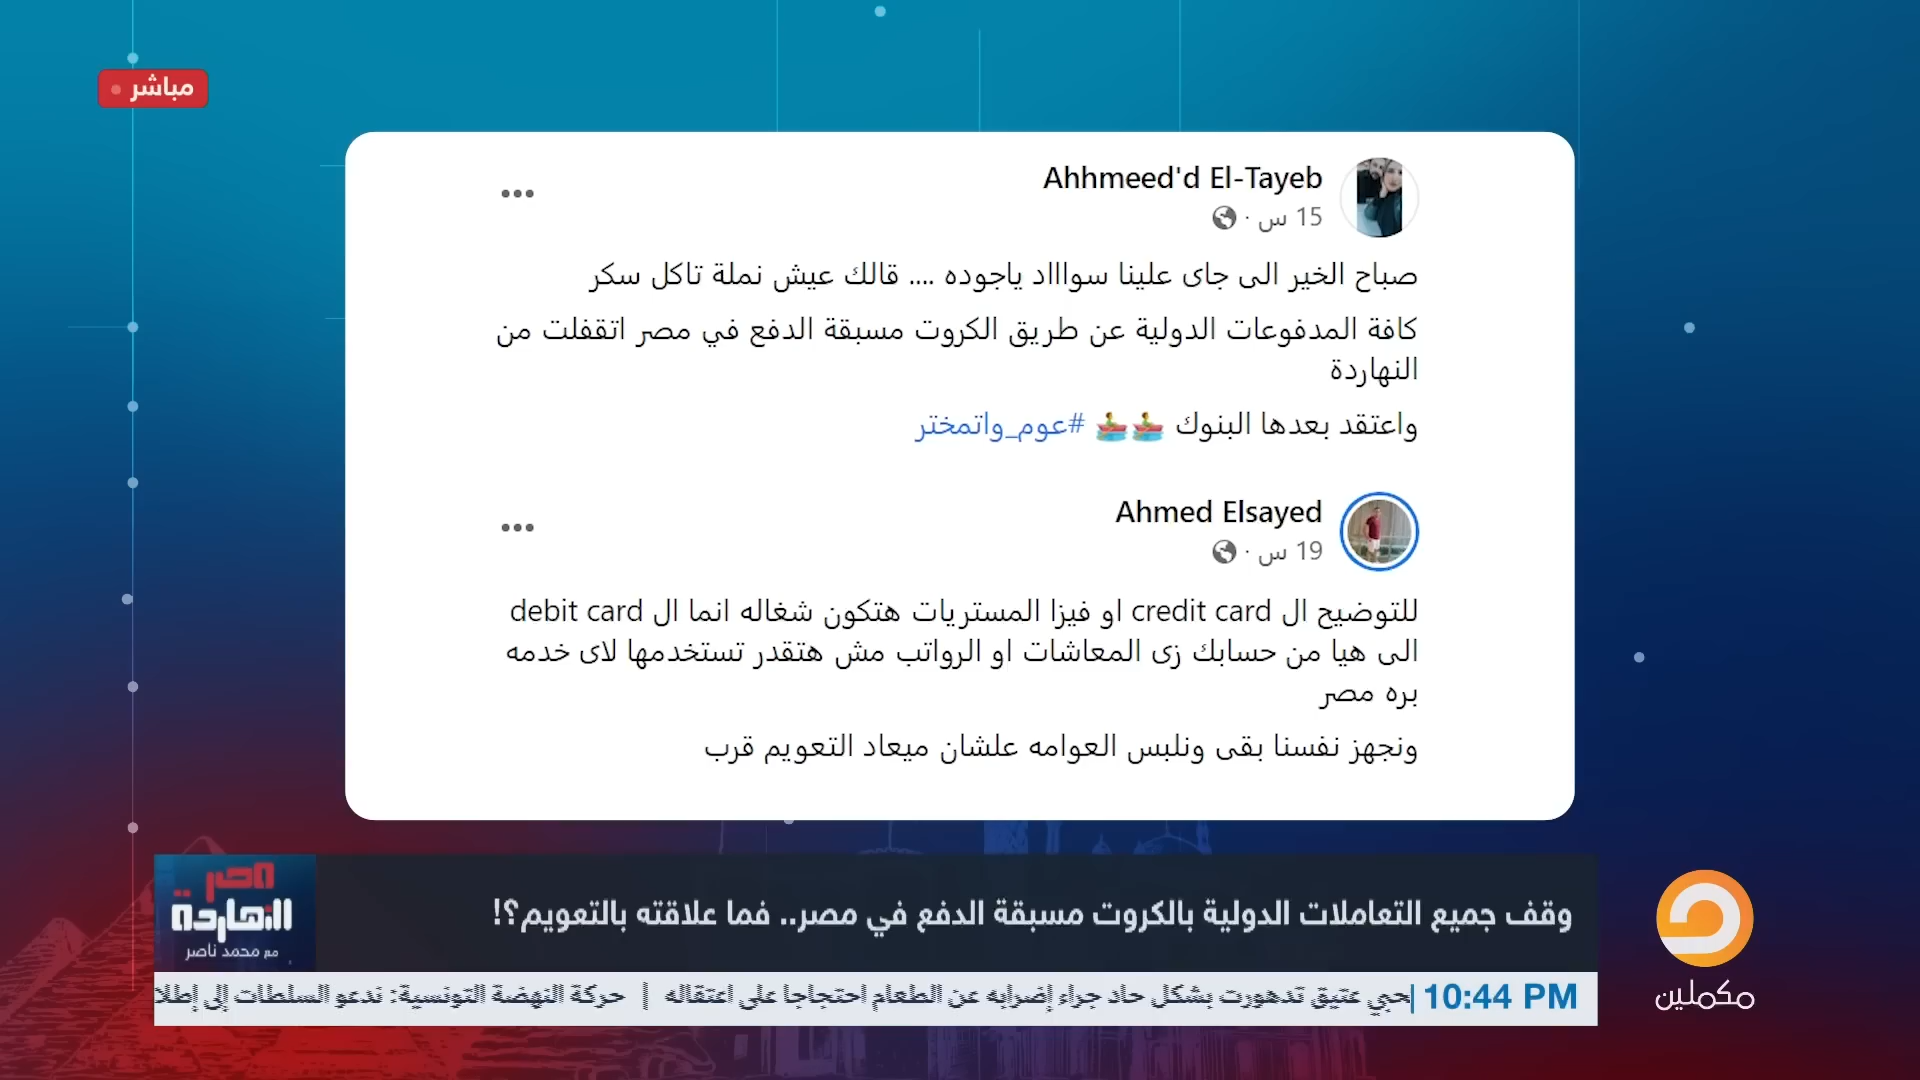 مباشر
Ahhmeed'd El-Tayeb
15 س ·
صباح الخير الى جاى علينا سواااد ياجوده .... قالك عيش نملة تاكل سكر
كافة المدفوعات الدولية عن طريق الكروت مسبقة الدفع في مصر اتقفلت من
النهاردة
واعتقد بعدها البنوك 🚣🚣 #عوم_واتمختر
Ahmed Elsayed
19 س ·
للتوضيح ال credit card او فيزا المستريات هتكون شغاله انما ال debit card
الى هيا من حسابك زى المعاشات او الرواتب مش هتقدر تستخدمها لاى خدمه
بره مصر
ونجهز نفسنا بقى ونلبس العوامه علشان ميعاد التعويم قرب
وقف جميع التعاملات الدولية بالكروت مسبقة الدفع في مصر.. فما علاقته بالتعويم؟!
مصر
النهاردة
مع محمد ناصر
10:44 PM
عتيق تدهورت بشكل حاد جراء إضرابه عن الطعام احتجاجا على اعتقاله | حركة النهضة التونسية: ندعو السلطات إلى
مكملين